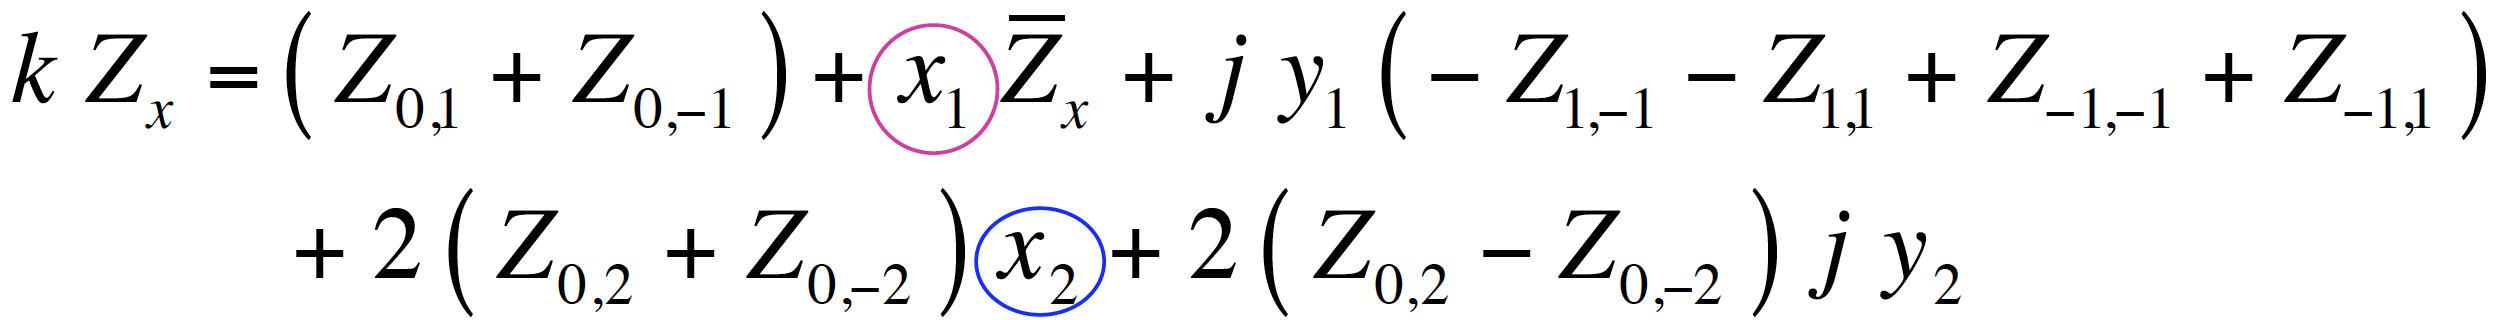 k Z_x = ( Z_{0,1} + Z_{0,−1} ) + x_1 \overline{\overline{Z}}_x + j y_1 ( − Z_{1,−1} − Z_{1,1} + Z_{−1,−1} + Z_{−1,1} )
+ 2 ( Z_{0,2} + Z_{0,−2} ) x_2 + 2 ( Z_{0,2} − Z_{0,−2} ) j y_2